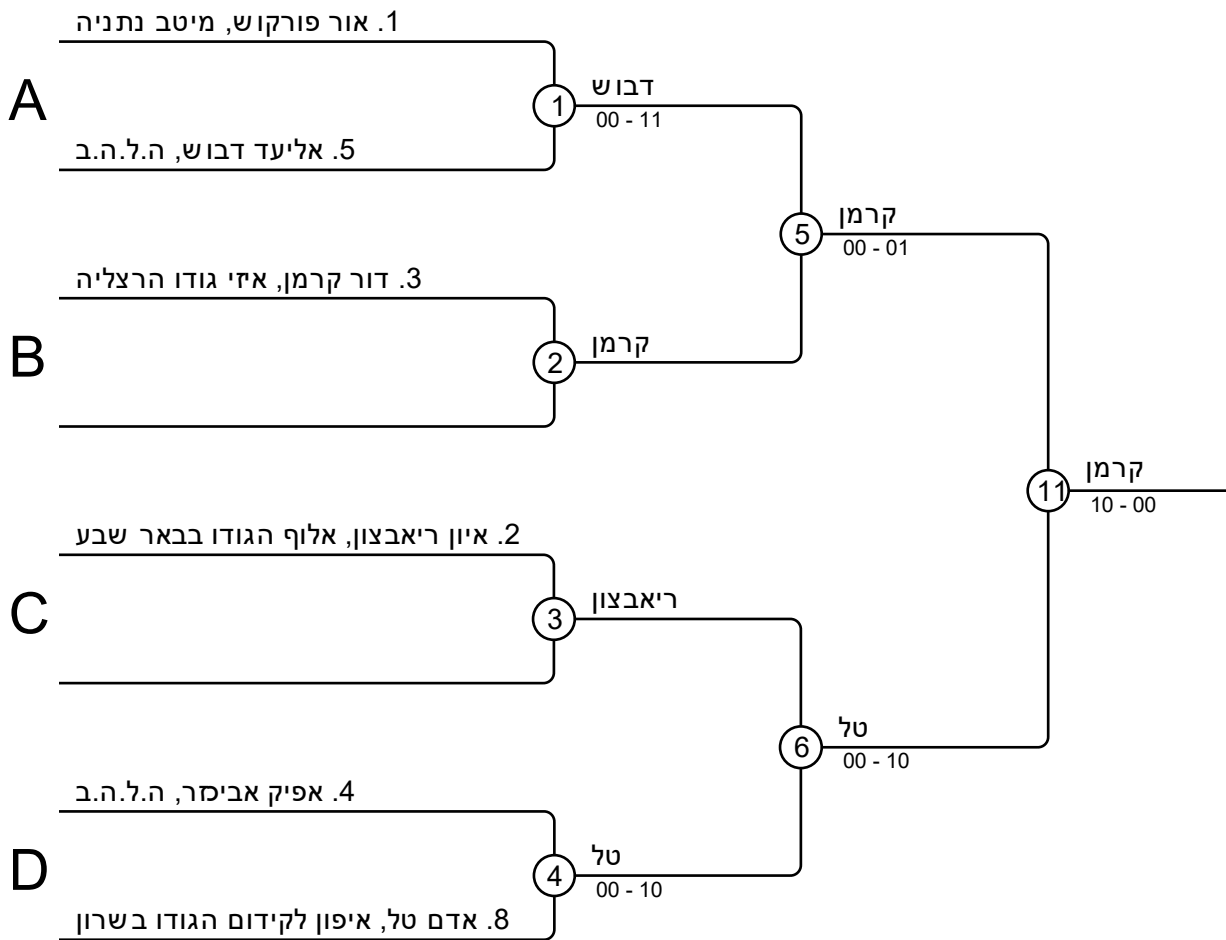 1. אור פורקוש, מיטב נתניה
A
1
דבוש
00 - 11
5. אליעד דבוש, ה.ל.ה.ב
5
קרמן
00 - 01
3. דור קרמן, איזי גודו הרצליה
B
2
קרמן
11
קרמן
10 - 00
2. איון ריאבצון, אלוף הגודו בבאר שבע
C
3
ריאבצון
6
טל
00 - 10
4. אפיק אביכזר, ה.ל.ה.ב
D
4
טל
00 - 10
8. אדם טל, איפון לקידום הגודו בשרון